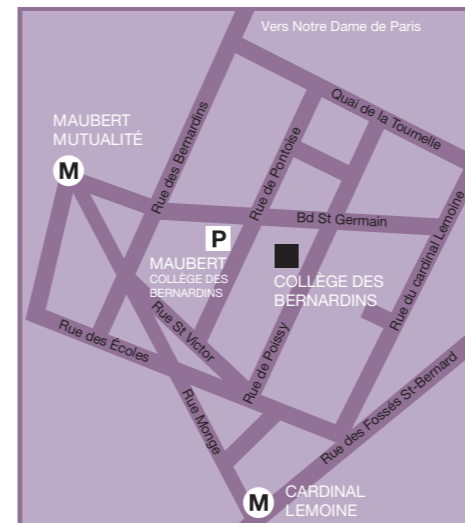 Vers Notre Dame de Paris
Quai de la Tournelle
MAUBERT
MUTUALITÉ
M
Rue des Bernardins
Rue de Pontoise
Rue du cardinal Lemoine
Bd St Germain
P
MAUBERT
COLLÈGE DES
BERNARDINS
COLLÈGE DES
BERNARDINS
Rue St Victor
Rue des Écoles
Rue de Poissy
Rue Monge
Rue des Fossés St-Bernard
M
CARDINAL
LEMOINE